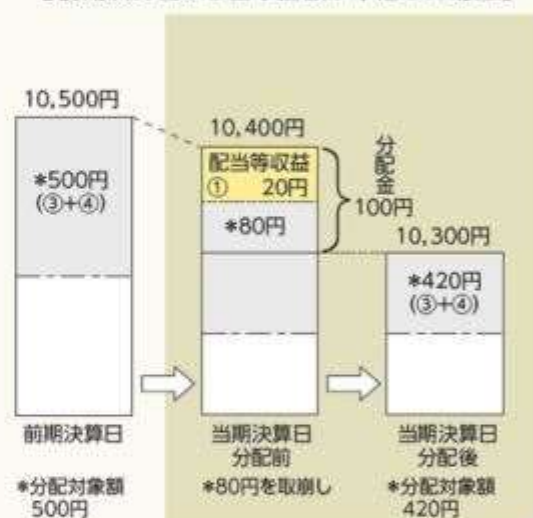 10,500円
*500円
(③+④)
前期決算日
*分配対象額
500円
10,400円
配当等収益
① 20円
*80円
分配金
100円
当期決算日
分配前
*80円を取崩し
10,300円
*420円
(③+④)
当期決算日
分配後
*分配対象額
420円